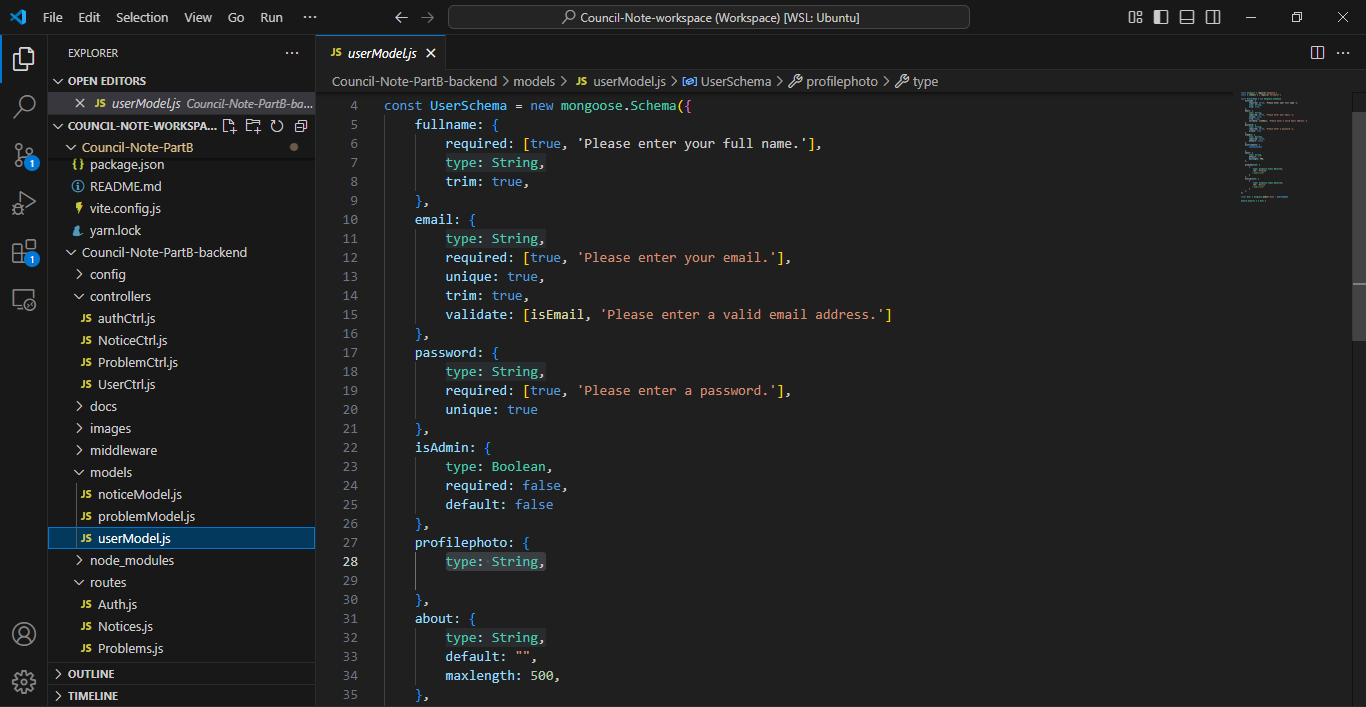 File Edit Selection View Go Run ···
Council-Note-workspace (Workspace) [WSL: Ubuntu]
EXPLORER
OPEN EDITORS
JS userModel.js Council-Note-PartB-ba...
COUNCIL-NOTE-WORKSPA...
Council-Note-PartB
{} package.json
README.md
vite.config.js
yarn.lock
Council-Note-PartB-backend
config
controllers
JS authCtrl.js
JS NoticeCtrl.js
JS ProblemCtrl.js
JS UserCtrl.js
docs
images
middleware
models
JS noticeModel.js
JS problemModel.js
JS userModel.js
node_modules
routes
JS Auth.js
JS Notices.js
JS Problems.js
OUTLINE
TIMELINE
1
1
JS userModel.js
Council-Note-PartB-backend > models > JS userModel.js > UserSchema > profilephoto > type
4 const UserSchema = new mongoose.Schema({
5 fullname: {
6 required: [true, 'Please enter your full name.'],
7 type: String,
8 trim: true,
9 },
10 email: {
11 type: String,
12 required: [true, 'Please enter your email.'],
13 unique: true,
14 trim: true,
15 validate: [isEmail, 'Please enter a valid email address.']
16 },
17 password: {
18 type: String,
19 required: [true, 'Please enter a password.'],
20 unique: true
21 },
22 isAdmin: {
23 type: Boolean,
24 required: false,
25 default: false
26 },
27 profilephoto: {
28 type: String,
29
30 },
31 about: {
32 type: String,
33 default: "",
34 maxlength: 500,
35 },